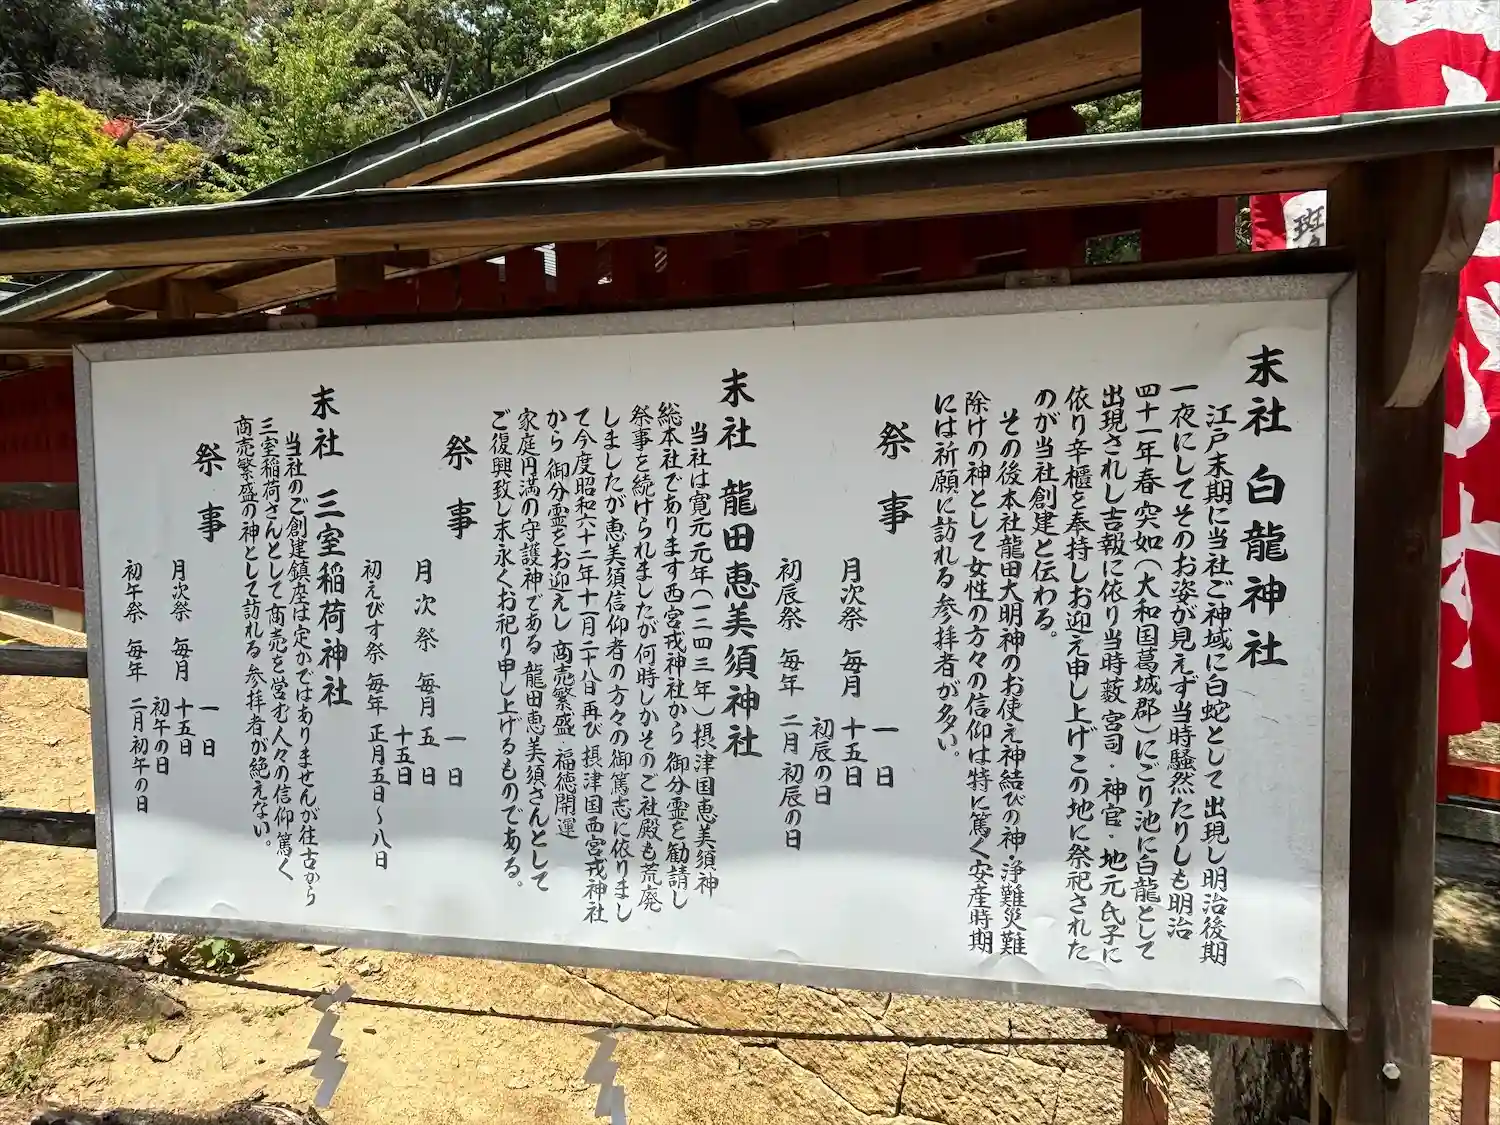 末社 白龍神社
江戸末期に当社ご神域に白蛇として出現し明治後期
一夜にしてそのお姿が見えず当時騒然たりしも明治
四十一年春突如(大和国葛城郡)にごり池に白龍として
出現されし吉報に依り当時藪宮司・神官・地元氏子に
依り辛櫃を奉持しお迎え申し上げこの地に祭祀された
のが当社創建と伝わる。
その後本社龍田大明神のお使え神結びの神・浄難災難
除けの神として女性の方々の信仰は特に篤く安産時期
には祈願に訪れる参拝者が多い。
祭事
月次祭 毎月 一日
十五日
初辰の日
初辰祭 毎年 二月初辰の日
末社 龍田恵美須神社
当社は寛元元年(一二四三年)摂津国恵美須神
総本社であります西宮戎神社から御分霊を勧請し
祭事を続けられましたが何時しかそのご社殿も荒廃
しましたが恵美須信仰者の方々の御篤志に依りまし
て今度昭和六十二年十一月二十八日再び摂津国西宮戎神社
から御分霊をお迎えし 商売繁盛 福徳開運
家庭円満の守護神である龍田恵美須さんとして
ご復興致し末永くお祀り申し上げるものである。
祭事
月次祭 毎月 一日
五日
十五日
初えびす祭 毎年 正月五日~八日
末社 三室稲荷神社
当社のご創建鎮座は定かではありませんが往古から
三室稲荷さんとして商売を営む人々の信仰篤く
商売繁盛の神として訪れる参拝者が絶えない。
祭事
月次祭 毎月 一日
十五日
初午の日
初午祭 毎年 二月初午の日
班